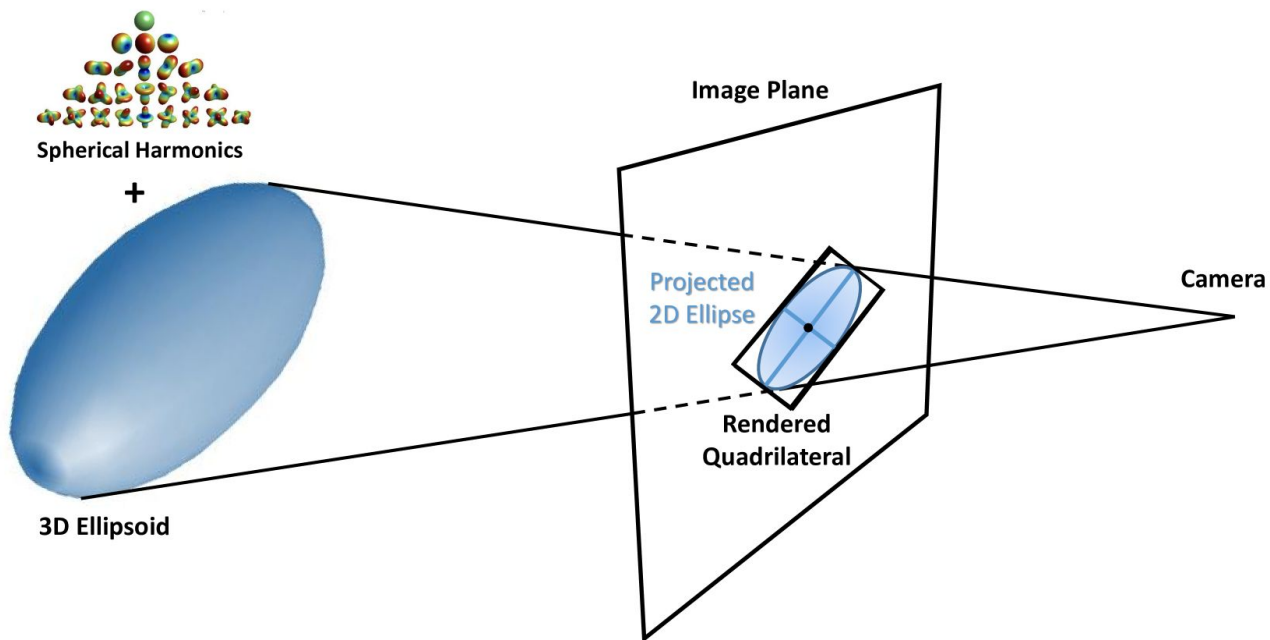 Spherical Harmonics
+
3D Ellipsoid
Image Plane
Projected
2D Ellipse
Rendered
Quadrilateral
Camera